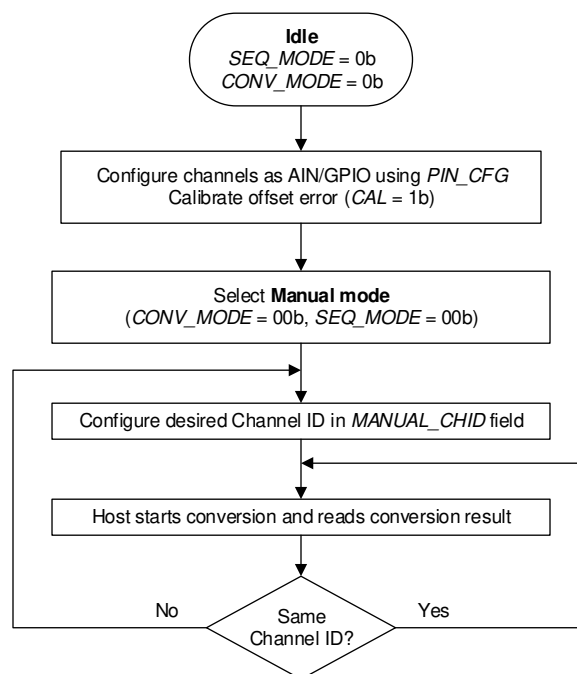 Idle
SEQ_MODE = 0b
CONV_MODE = 0b
Configure channels as AIN/GPIO using PIN_CFG
Calibrate offset error (CAL = 1b)
Select Manual mode
(CONV_MODE = 00b, SEQ_MODE = 00b)
Configure desired Channel ID in MANUAL_CHID field
Host starts conversion and reads conversion result
No
Same
Channel ID?
Yes